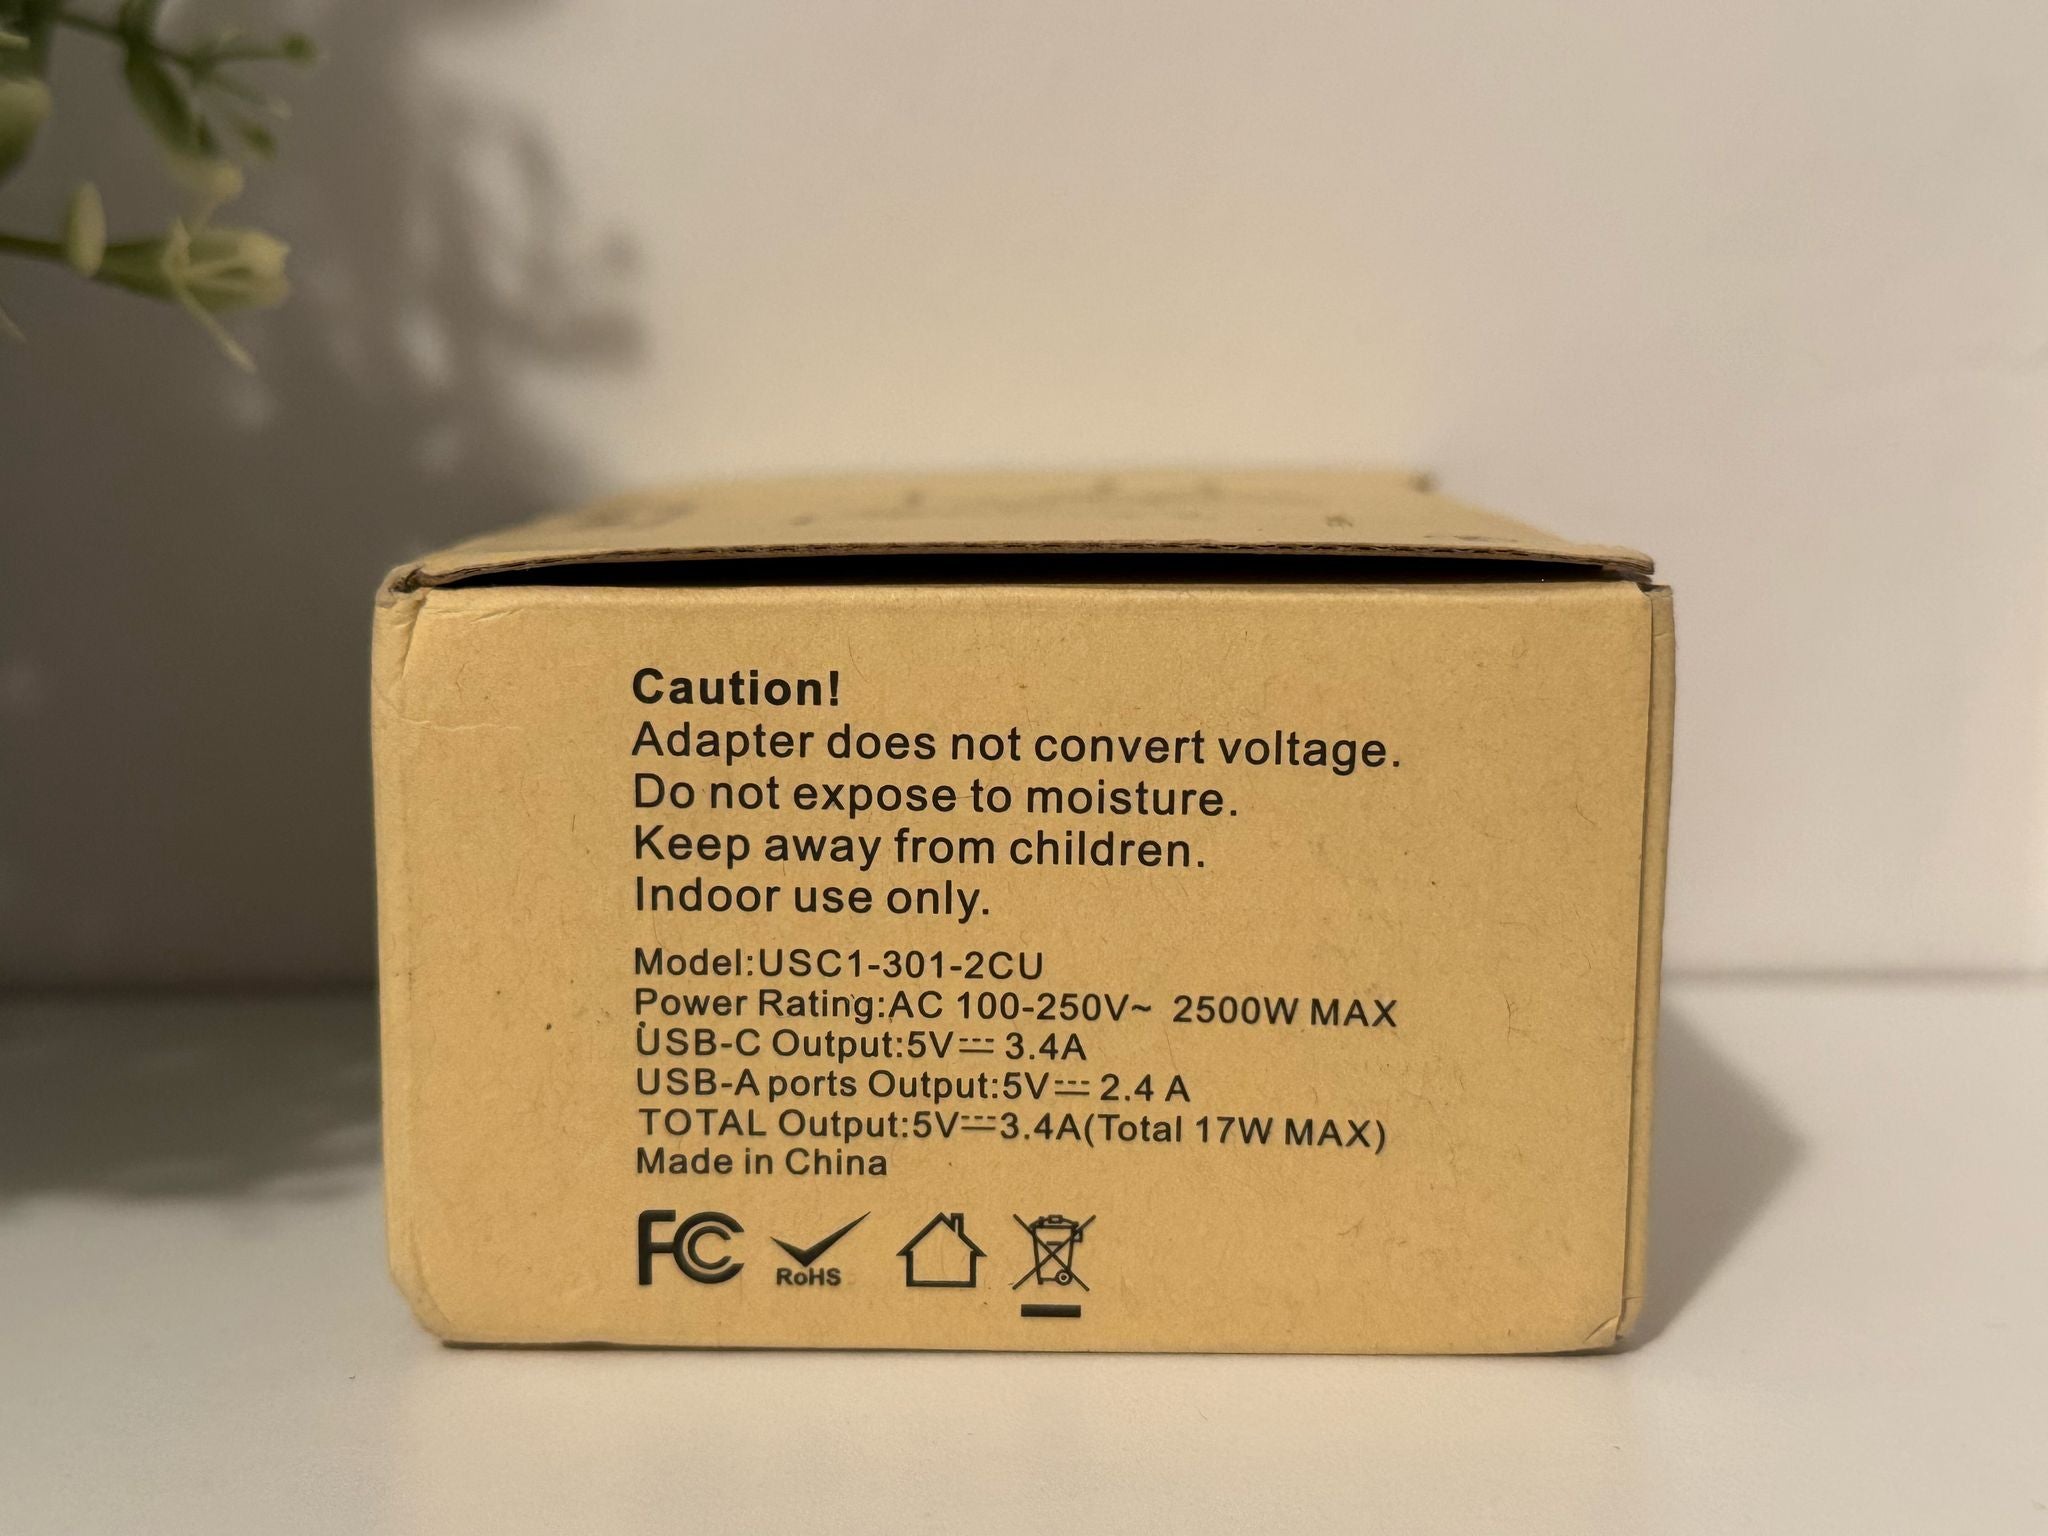 Caution!
Adapter does not convert voltage.
Do not expose to moisture.
Keep away from children.
Indoor use only.
Model:USC1-301-2CU
Power Rating:AC 100-250V~ 2500W MAX
USB-C Output:5V⎓3.4A
USB-A ports Output:5V⎓2.4 A
TOTAL Output:5V⎓3.4A(Total 17W MAX)
Made in China
FC
RoHS